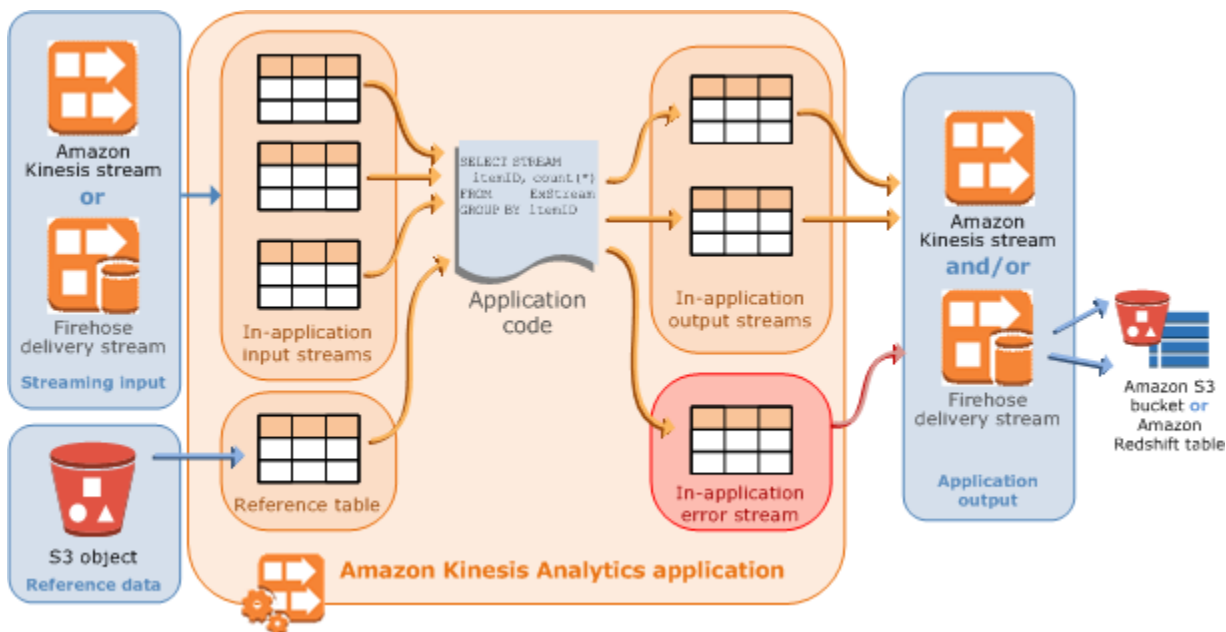 Amazon
Kinesis stream
or
Firehose
delivery stream
Streaming input
S3 object
Reference data
In-application
input streams
Reference table
SELECT STREAM
itemID, count(*)
FROM ExStream
GROUP BY ItemID
Application
code
In-application
output streams
In-application
error stream
Amazon Kinesis Analytics application
Amazon
Kinesis stream
and/or
Firehose
delivery stream
Application
output
Amazon S3
bucket or
Amazon
Redshift table